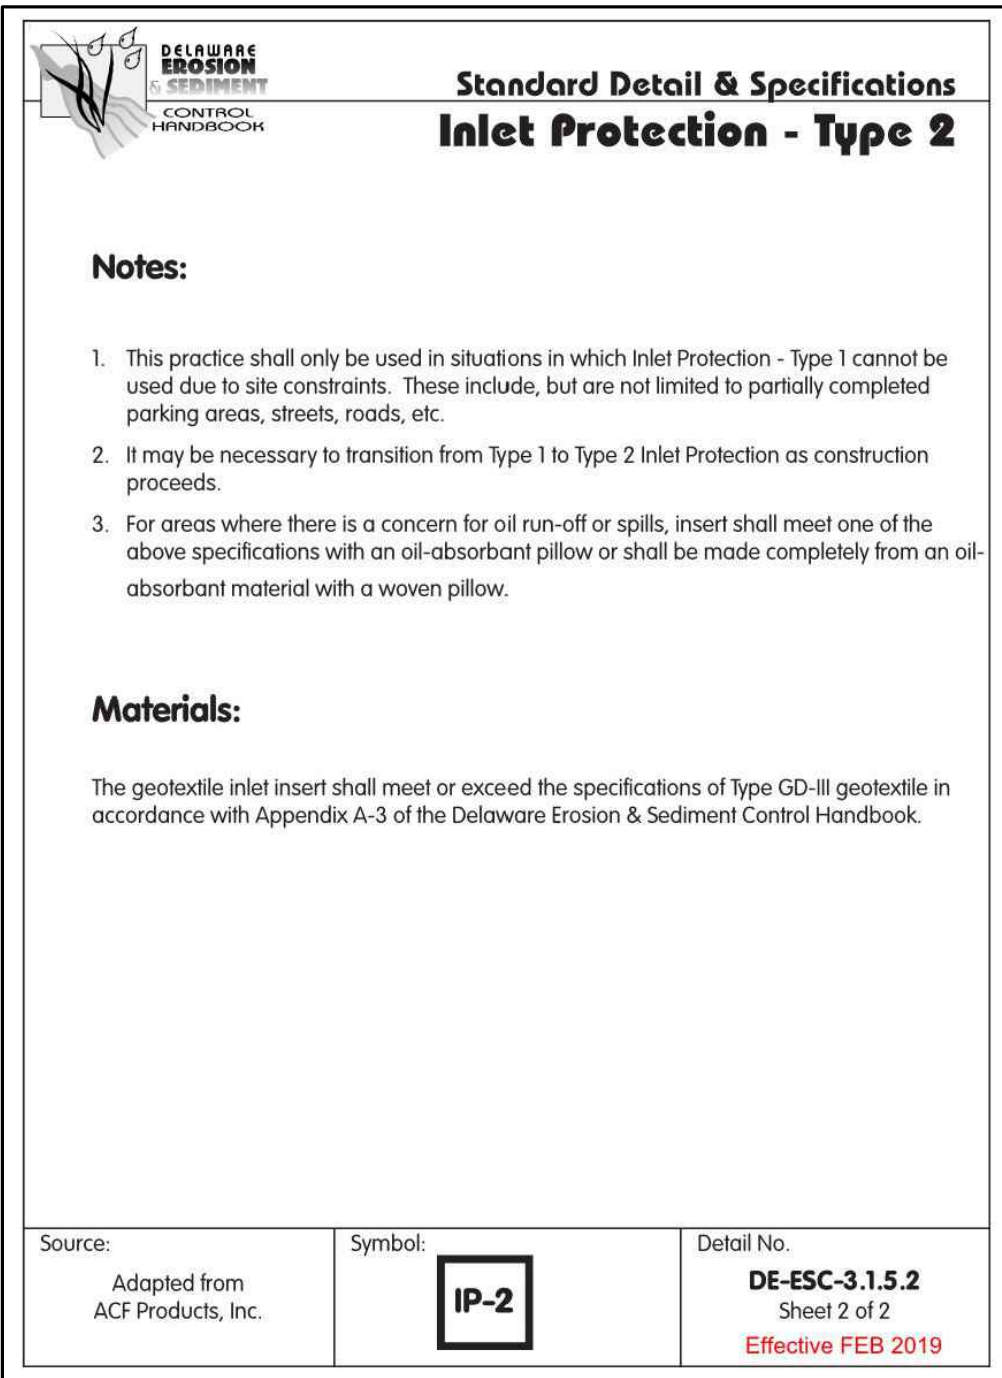 DELAWARE
EROSION
& SEDIMENT
CONTROL
HANDBOOK
Standard Detail & Specifications
Inlet Protection - Type 2
Notes:
1. This practice shall only be used in situations in which Inlet Protection - Type 1 cannot be
used due to site constraints. These include, but are not limited to partially completed
parking areas, streets, roads, etc.
2. It may be necessary to transition from Type 1 to Type 2 Inlet Protection as construction
proceeds.
3. For areas where there is a concern for oil run-off or spills, insert shall meet one of the
above specifications with an oil-absorbant pillow or shall be made completely from an oil-
absorbant material with a woven pillow.
Materials:
The geotextile inlet insert shall meet or exceed the specifications of Type GD-III geotextile in
accordance with Appendix A-3 of the Delaware Erosion & Sediment Control Handbook.
Source:
Adapted from
ACF Products, Inc.
Symbol:
IP-2
Detail No.
DE-ESC-3.1.5.2
Sheet 2 of 2
Effective FEB 2019